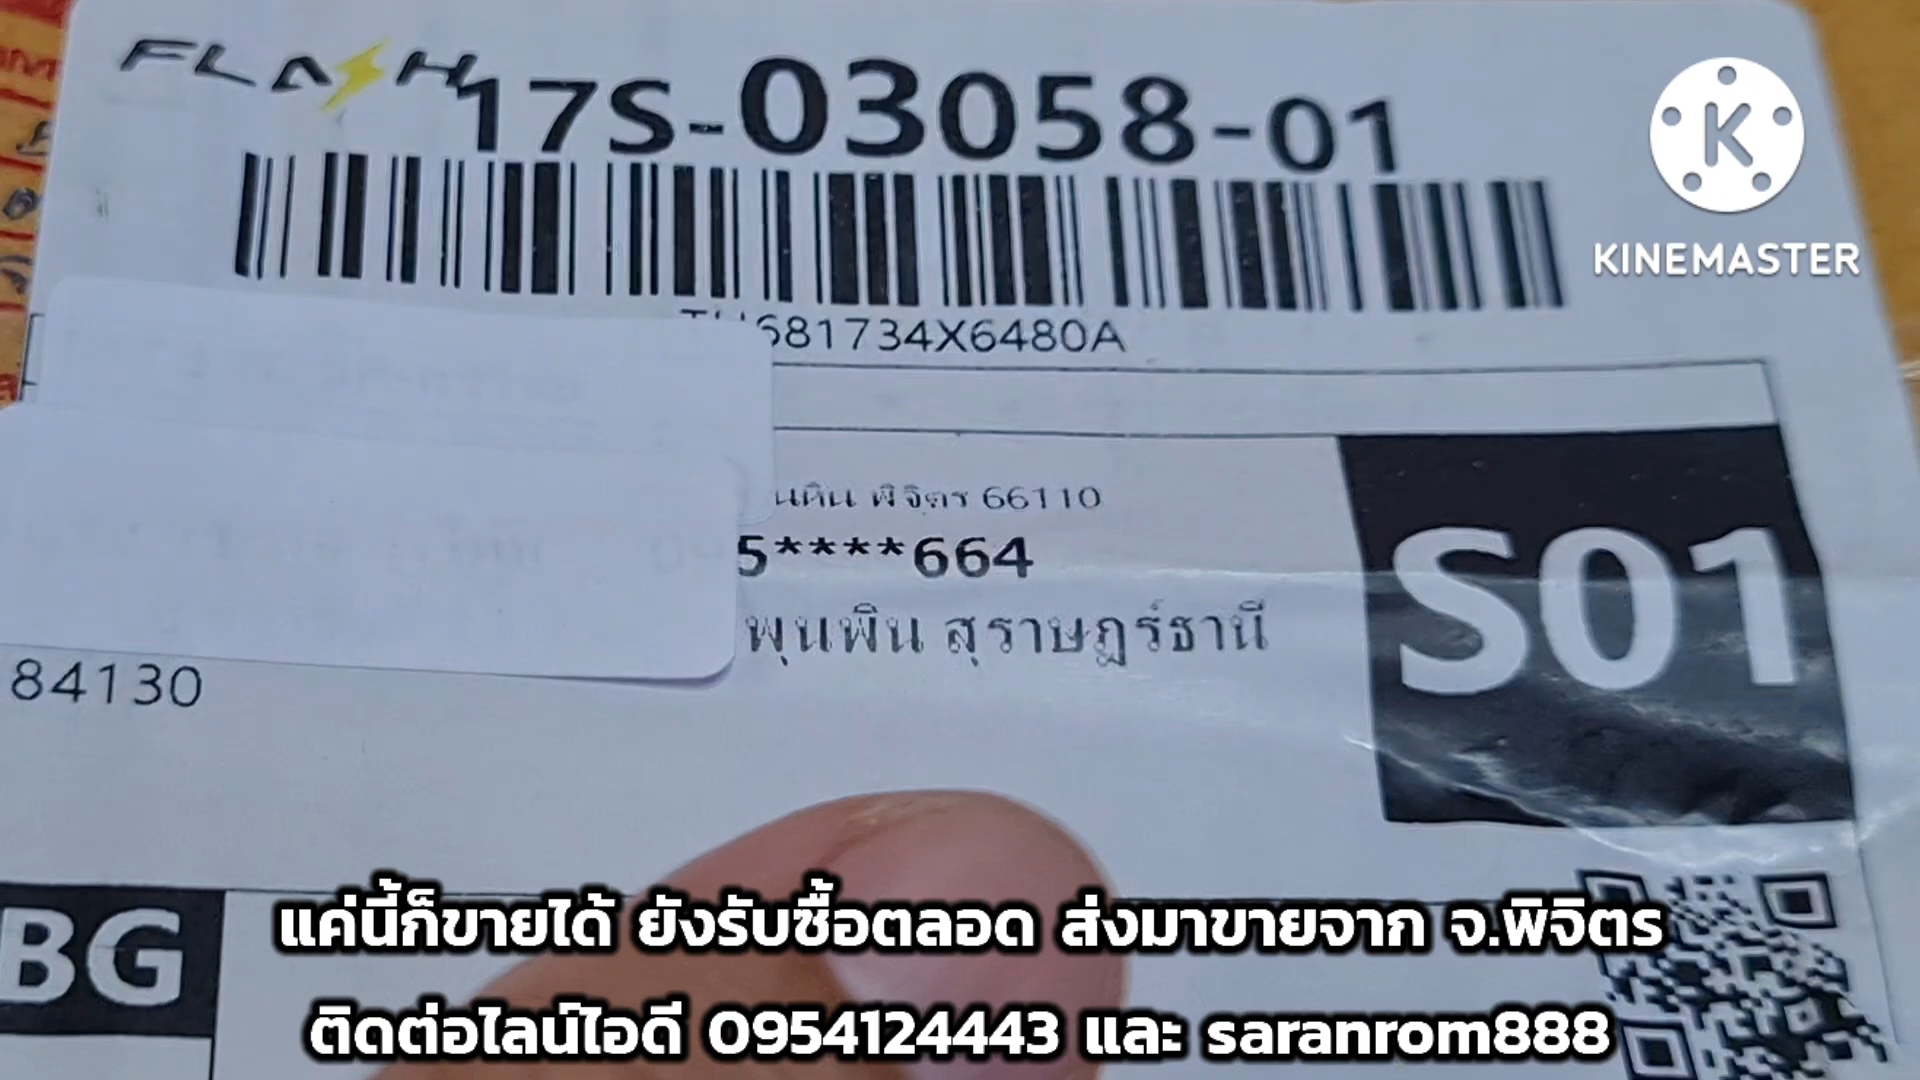 FLASH
17S-03058-01
KINEMASTER
681734X6480A
พิจิตร 66110
5****664
S01
พุนพิน สุราษฎร์ธานี
84130
BG
แค่นี้ก็ขายได้ ยังรับซื้อตลอด ส่งมาขายจาก จ.พิจิตร
ติดต่อไลน์ไอดี 0954124443 และ saranrom888